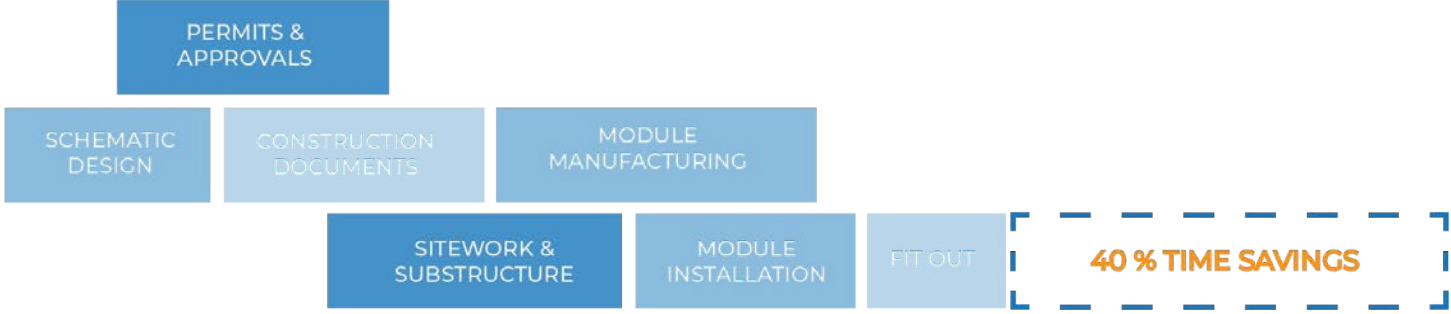 PERMITS &
APPROVALS
SCHEMATIC
DESIGN
CONSTRUCTION
DOCUMENTS
MODULE
MANUFACTURING
SITEWORK &
SUBSTRUCTURE
MODULE
INSTALLATION
FIT OUT
40 % TIME SAVINGS